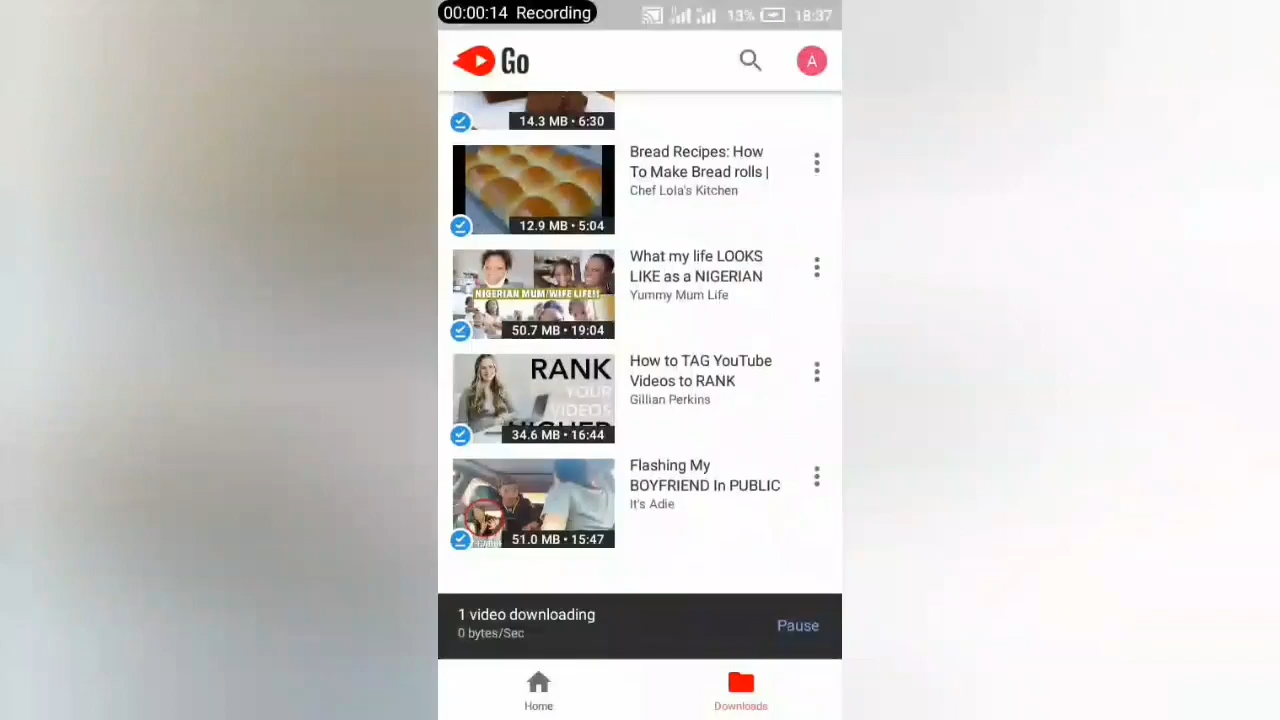 00:00:14 Recording
13% 18:37
Go
A
14.3 MB • 6:30
Bread Recipes: How
To Make Bread rolls |
Chef Lola's Kitchen
12.9 MB • 5:04
What my life LOOKS
LIKE as a NIGERIAN
Yummy Mum Life
NIGERIAN MUM/WIFE LIFE!!
50.7 MB • 19:04
How to TAG YouTube
Videos to RANK
Gillian Perkins
RANK
YOUR
VIDEOS
HIGHER
34.6 MB • 16:44
Flashing My
BOYFRIEND In PUBLIC
It's Adie
51.0 MB • 15:47
1 video downloading
0 bytes/Sec
Pause
Home
Downloads